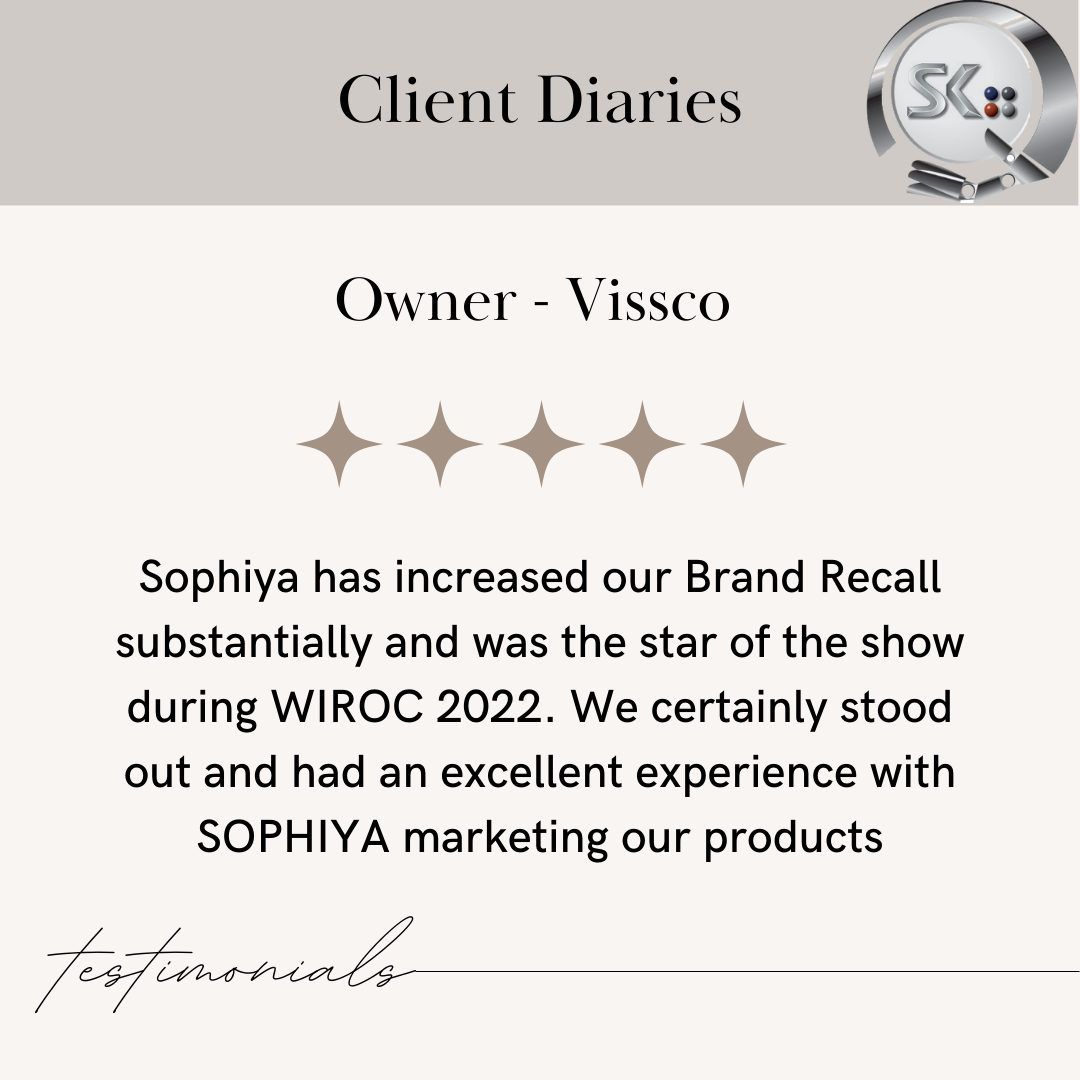 Client Diaries
SK
Owner - Vissco
Sophiya has increased our Brand Recall
substantially and was the star of the show
during WIROC 2022. We certainly stood
out and had an excellent experience with
SOPHIYA marketing our products
testimonials